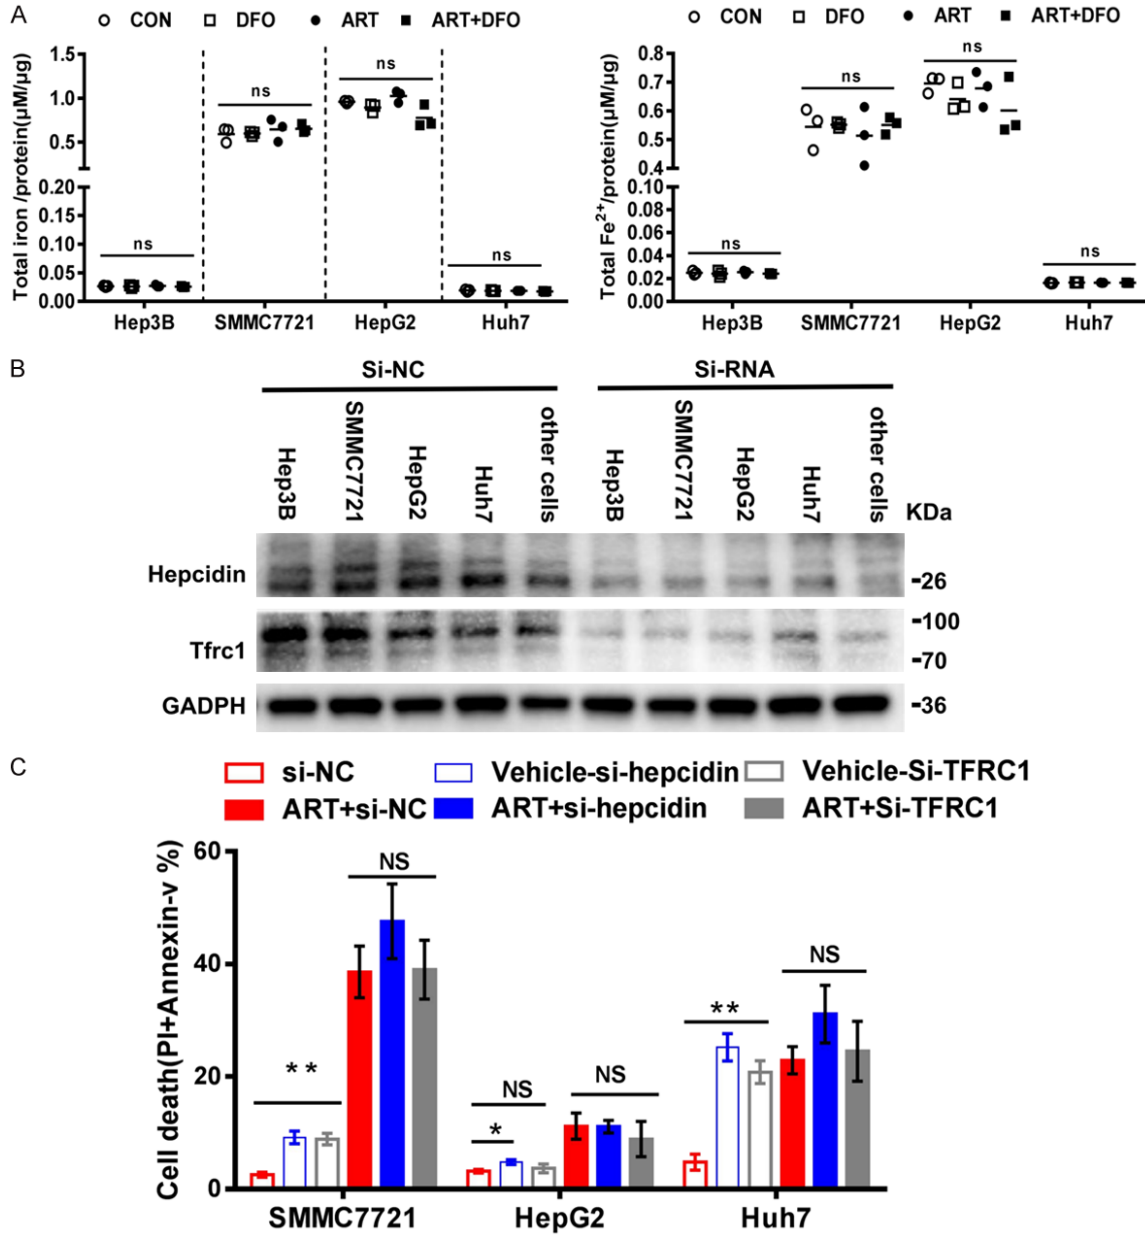 A
CON DFO ART ART+DFO
CON DFO ART ART+DFO
Total iron /protein(μM/μg)
1.5
1.0
0.5
0.20
0.15
0.10
0.05
0.00
ns
ns
ns
ns
Hep3B SMMC7721 HepG2 Huh7
Total Fe2+/protein(μM/μg)
0.8
0.7
0.6
0.5
0.4
0.10
0.08
0.06
0.04
0.02
0.00
ns
ns
ns
ns
Hep3B SMMC7721 HepG2 Huh7
B
Si-NC Si-RNA
Hep3B SMMC7721 HepG2 Huh7 other cells Hep3B SMMC7721 HepG2 Huh7 other cells
KDa
Hepcidin -26
Tfrc1 -100
-70
GADPH -36
C
si-NC Vehicle-si-hepcidin Vehicle-Si-TFRC1
ART+si-NC ART+si-hepcidin ART+Si-TFRC1
Cell death(PI+Annexin-v %)
60
40
20
0
**
NS
*
NS
NS
**
NS
SMMC7721 HepG2 Huh7